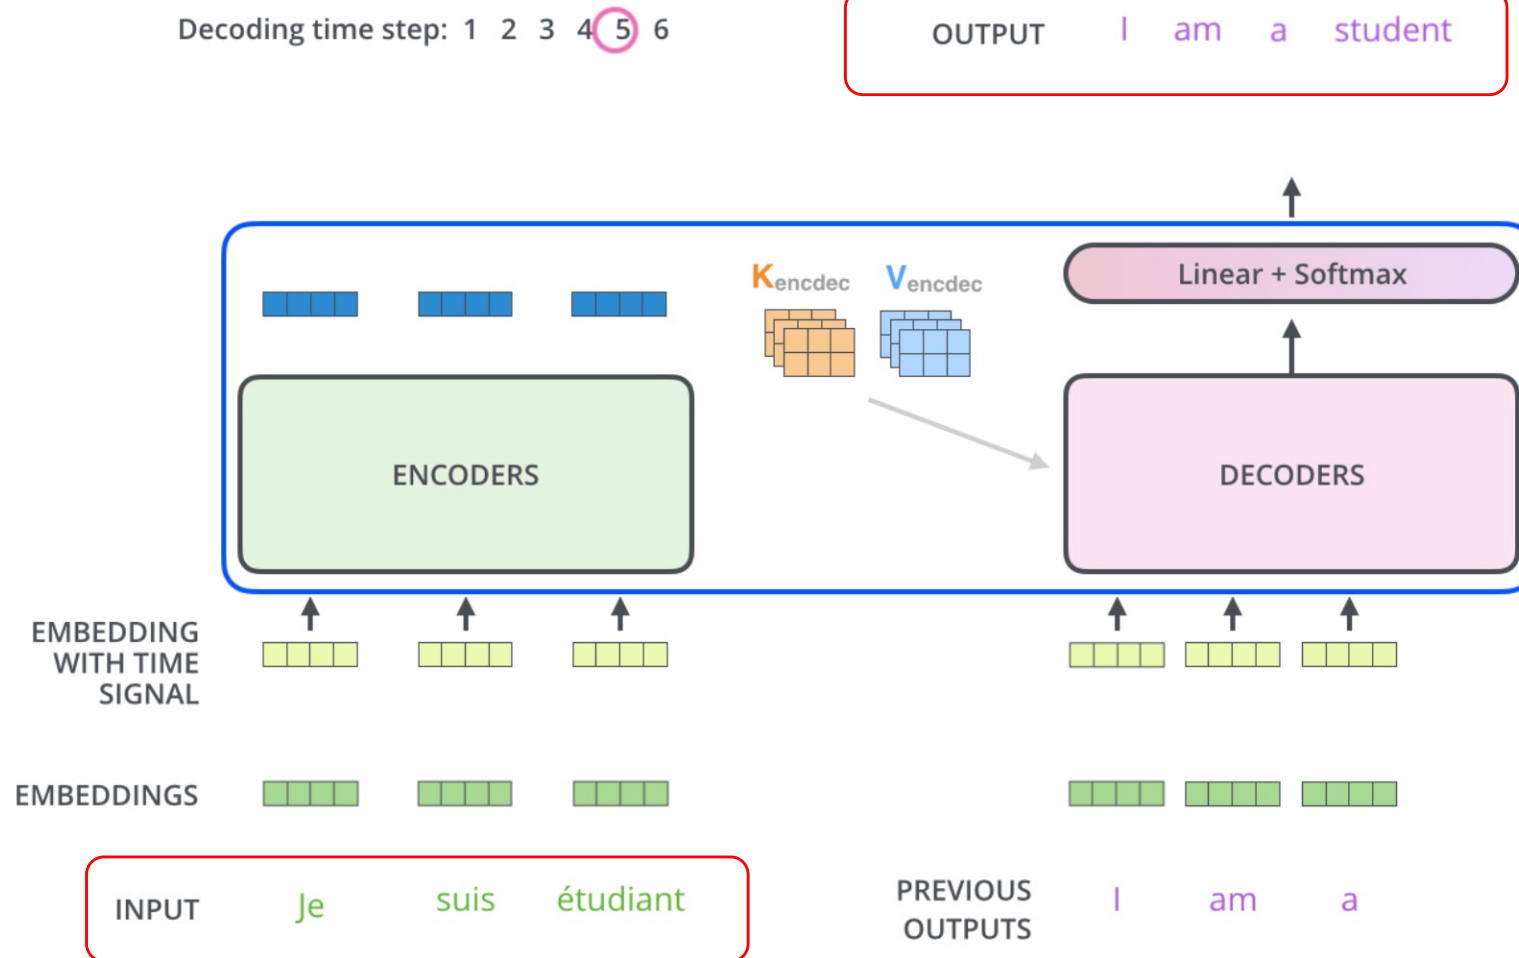 Decoding time step: 1 2 3 4 5 6
OUTPUT I am a student
Kencdec Vencdec
Linear + Softmax
ENCODERS
DECODERS
EMBEDDING
WITH TIME
SIGNAL
EMBEDDINGS
INPUT Je suis étudiant
PREVIOUS
OUTPUTS
I am a